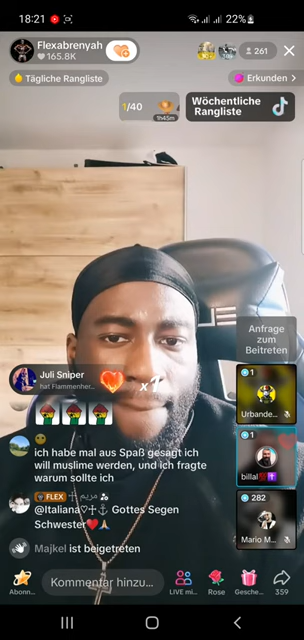 18:21
22%
Flexabrenyah
165.8K
261
Tägliche Rangliste
Erkunden >
1/40
1h45m
Wöchentliche
Rangliste
Anfrage
zum
Beitreten
Juli Sniper
hat Flammenher...
x1
1
Urbande...
ich habe mal aus Spaß gesagt ich
will muslime werden, und ich fragte
warum sollte ich
1
billal💯✝️
FLEX ♱ مريم
@Italiana♡♰⚓ Gottes Segen
Schwester❤️🙏
282
Mario M...
Majkel ist beigetreten
Kommentar hinzu...
Abonn...
LIVE mi...
Rose
Gesche...
359